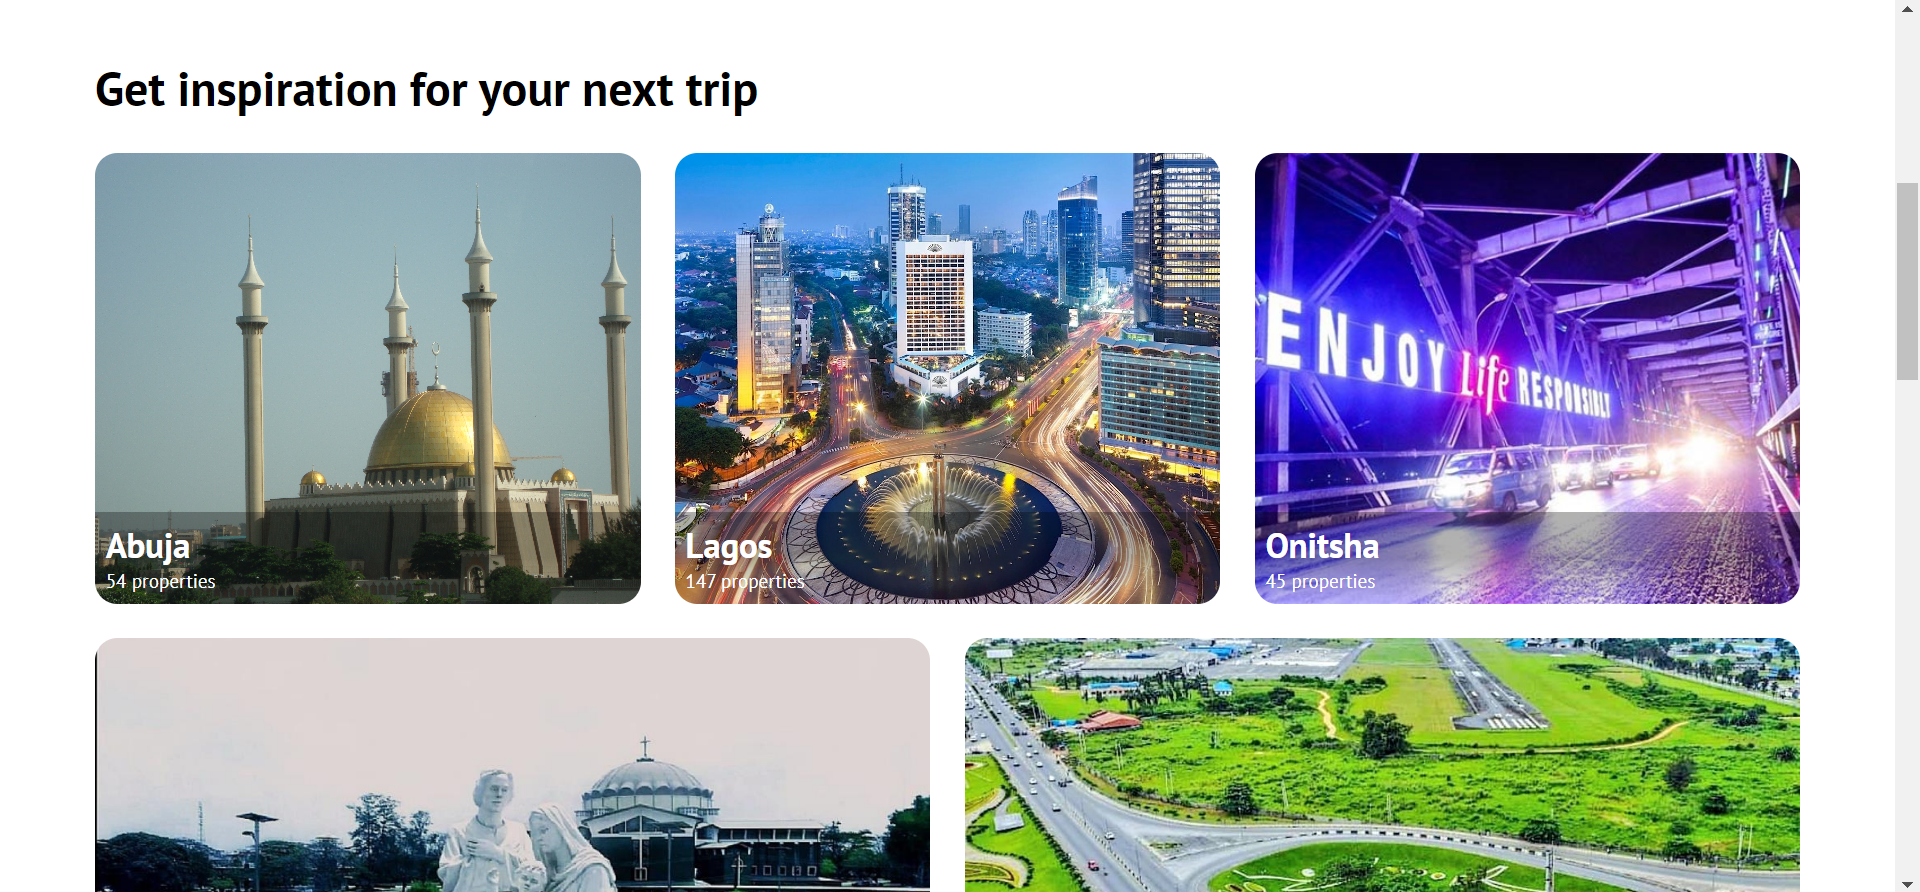 Get inspiration for your next trip
Abuja
54 properties
Lagos
147 properties
ENJOY Life RESPONSIBLY
Onitsha
45 properties